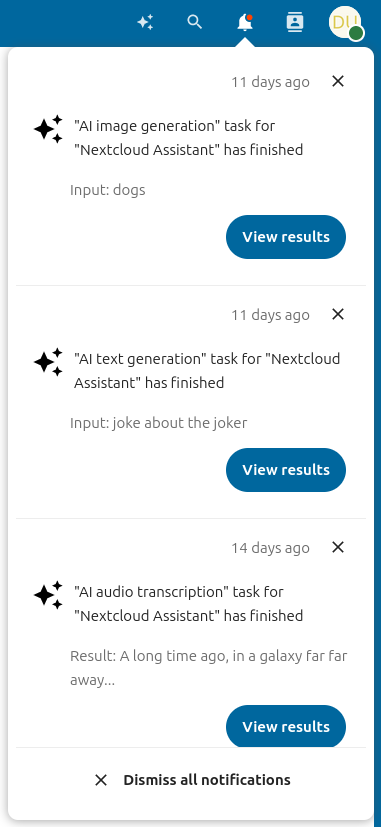 DU
11 days ago
"AI image generation" task for
"Nextcloud Assistant" has finished
Input: dogs
View results
11 days ago
"AI text generation" task for "Nextcloud
Assistant" has finished
Input: joke about the joker
View results
14 days ago
"AI audio transcription" task for
"Nextcloud Assistant" has finished
Result: A long time ago, in a galaxy far far
away...
View results
Dismiss all notifications